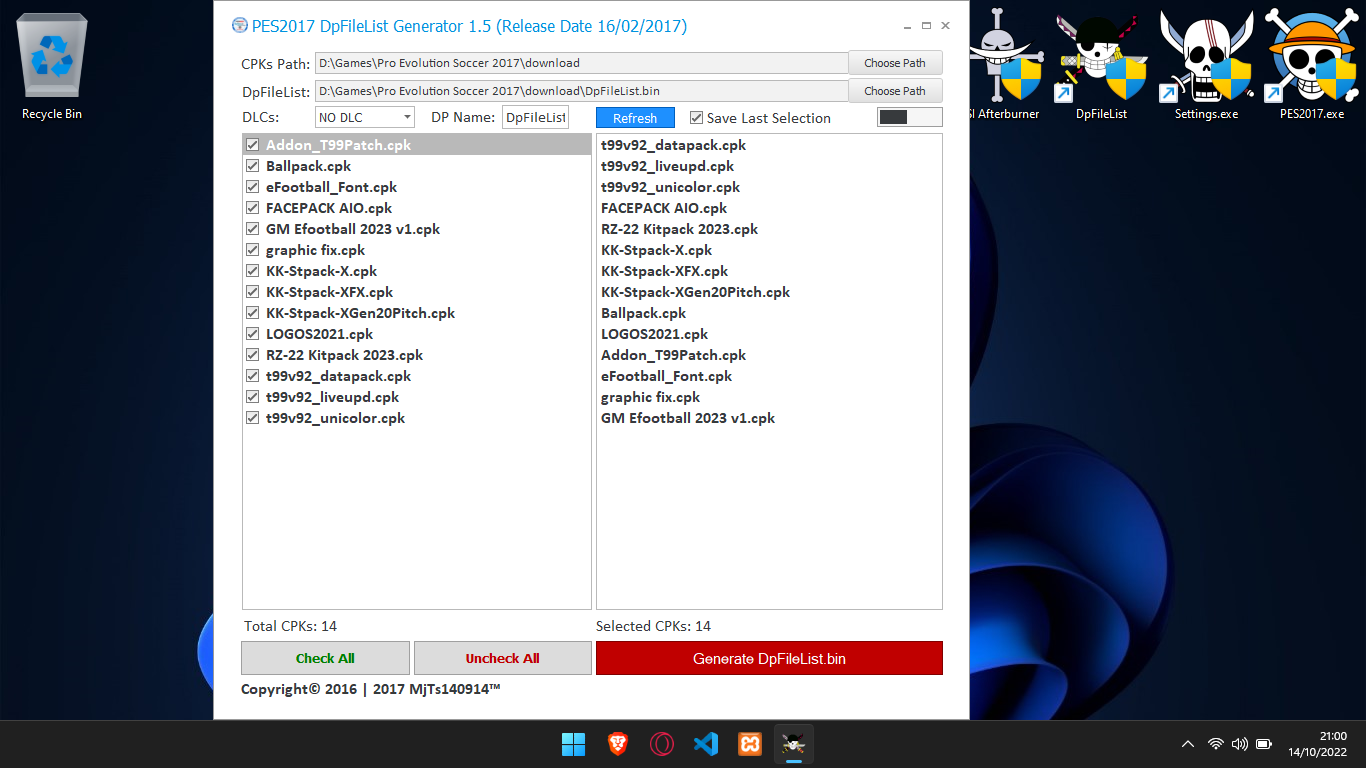 PES2017 DpFileList Generator 1.5 (Release Date 16/02/2017)
CPKs Path: D:\Games\Pro Evolution Soccer 2017\download Choose Path
DpFileList: D:\Games\Pro Evolution Soccer 2017\download\DpFileList.bin Choose Path
DLCs: NO DLC DP Name: DpFileList Refresh Save Last Selection
Addon_T99Patch.cpk
Ballpack.cpk
eFootball_Font.cpk
FACEPACK AIO.cpk
GM Efootball 2023 v1.cpk
graphic fix.cpk
KK-Stpack-X.cpk
KK-Stpack-XFX.cpk
KK-Stpack-XGen20Pitch.cpk
LOGOS2021.cpk
RZ-22 Kitpack 2023.cpk
t99v92_datapack.cpk
t99v92_liveupd.cpk
t99v92_unicolor.cpk
t99v92_datapack.cpk
t99v92_liveupd.cpk
t99v92_unicolor.cpk
FACEPACK AIO.cpk
RZ-22 Kitpack 2023.cpk
KK-Stpack-X.cpk
KK-Stpack-XFX.cpk
KK-Stpack-XGen20Pitch.cpk
Ballpack.cpk
LOGOS2021.cpk
Addon_T99Patch.cpk
eFootball_Font.cpk
graphic fix.cpk
GM Efootball 2023 v1.cpk
Total CPKs: 14
Selected CPKs: 14
Check All
Uncheck All
Generate DpFileList.bin
Copyright© 2016 | 2017 MjTs140914™
Recycle Bin
SI Afterburner
DpFileList
Settings.exe
PES2017.exe
21:00
14/10/2022